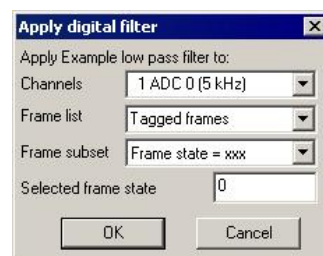 Apply digital filter
Apply Example low pass filter to:
Channels 1 ADC 0 (5 kHz)
Frame list Tagged frames
Frame subset Frame state = xxx
Selected frame state 0
OK Cancel